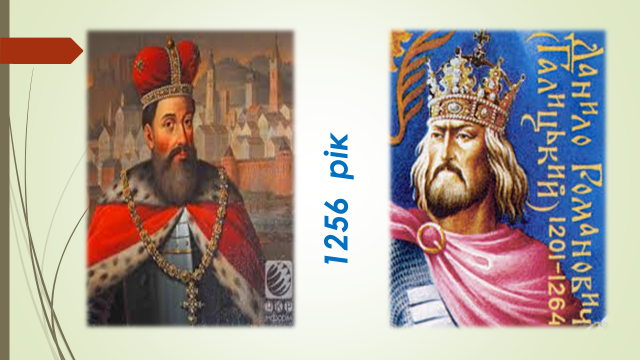 1256 рік
Данило Романович
(Галицький) 1201-1264